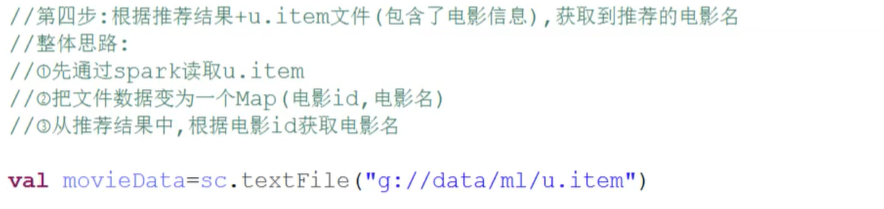 //第四步:根据推荐结果+u.item文件(包含了电影信息),获取到推荐的电影名
//整体思路:
//①先通过spark读取u.item
//②把文件数据变为一个Map(电影id,电影名)
//③从推荐结果中,根据电影id获取电影名
val movieData=sc.textFile("g://data/ml/u.item")